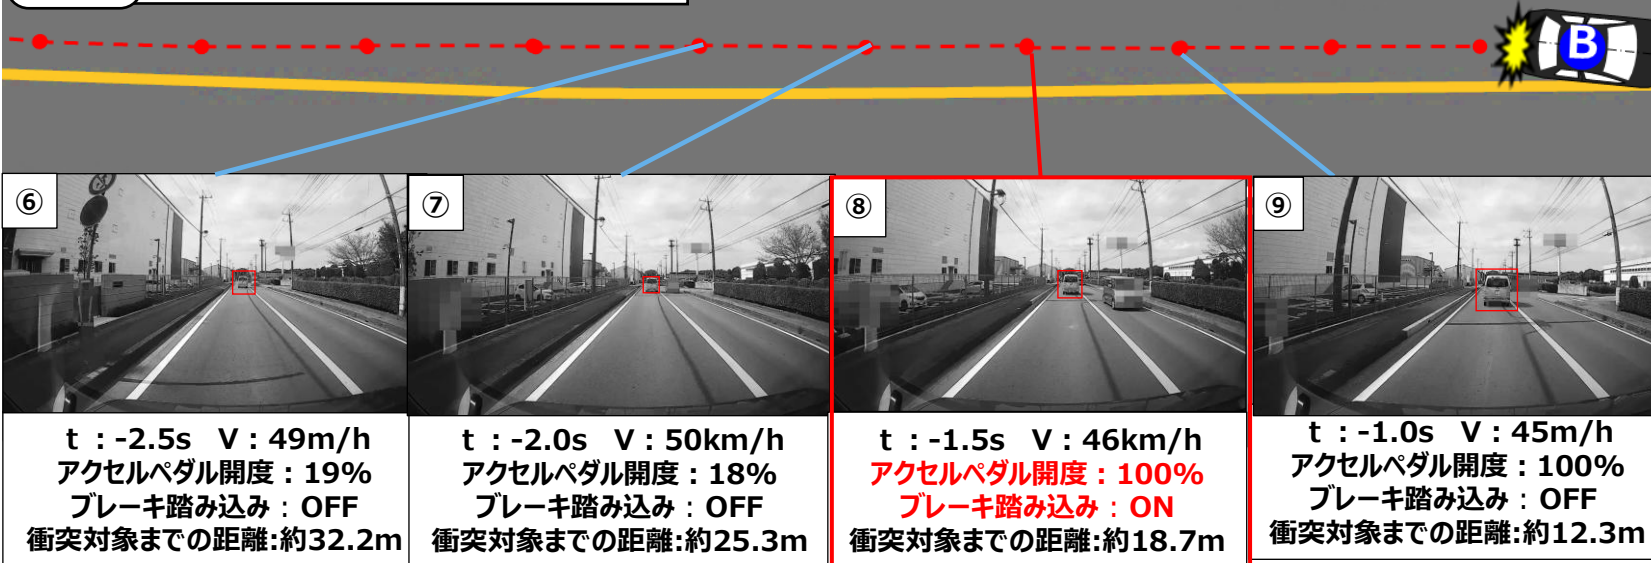 B
⑥
⑦
⑧
⑨
t:-2.5s V:49m/h
アクセルペダル開度:19%
ブレーキ踏み込み:OFF
衝突対象までの距離:約32.2m
t:-2.0s V:50km/h
アクセルペダル開度:18%
ブレーキ踏み込み:OFF
衝突対象までの距離:約25.3m
t:-1.5s V:46km/h
アクセルペダル開度:100%
ブレーキ踏み込み:ON
衝突対象までの距離:約18.7m
t:-1.0s V:45m/h
アクセルペダル開度:100%
ブレーキ踏み込み:OFF
衝突対象までの距離:約12.3m